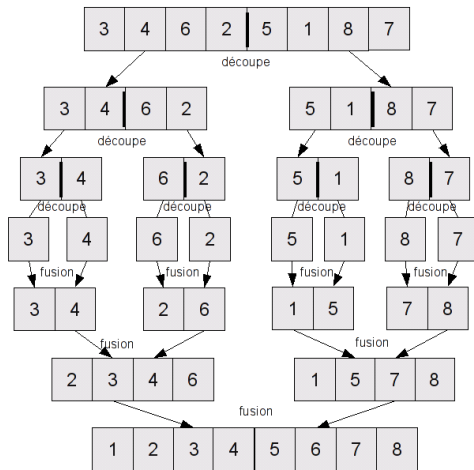 3 4 6 2 5 1 8 7
découpe
3 4 6 2 5 1 8 7
découpe découpe
3 4 6 2 5 1 8 7
découpe découpe découpe découpe
3 4 6 2 5 1 8 7
fusion fusion fusion fusion
3 4 2 6 1 5 7 8
fusion fusion
2 3 4 6 1 5 7 8
fusion
1 2 3 4 5 6 7 8